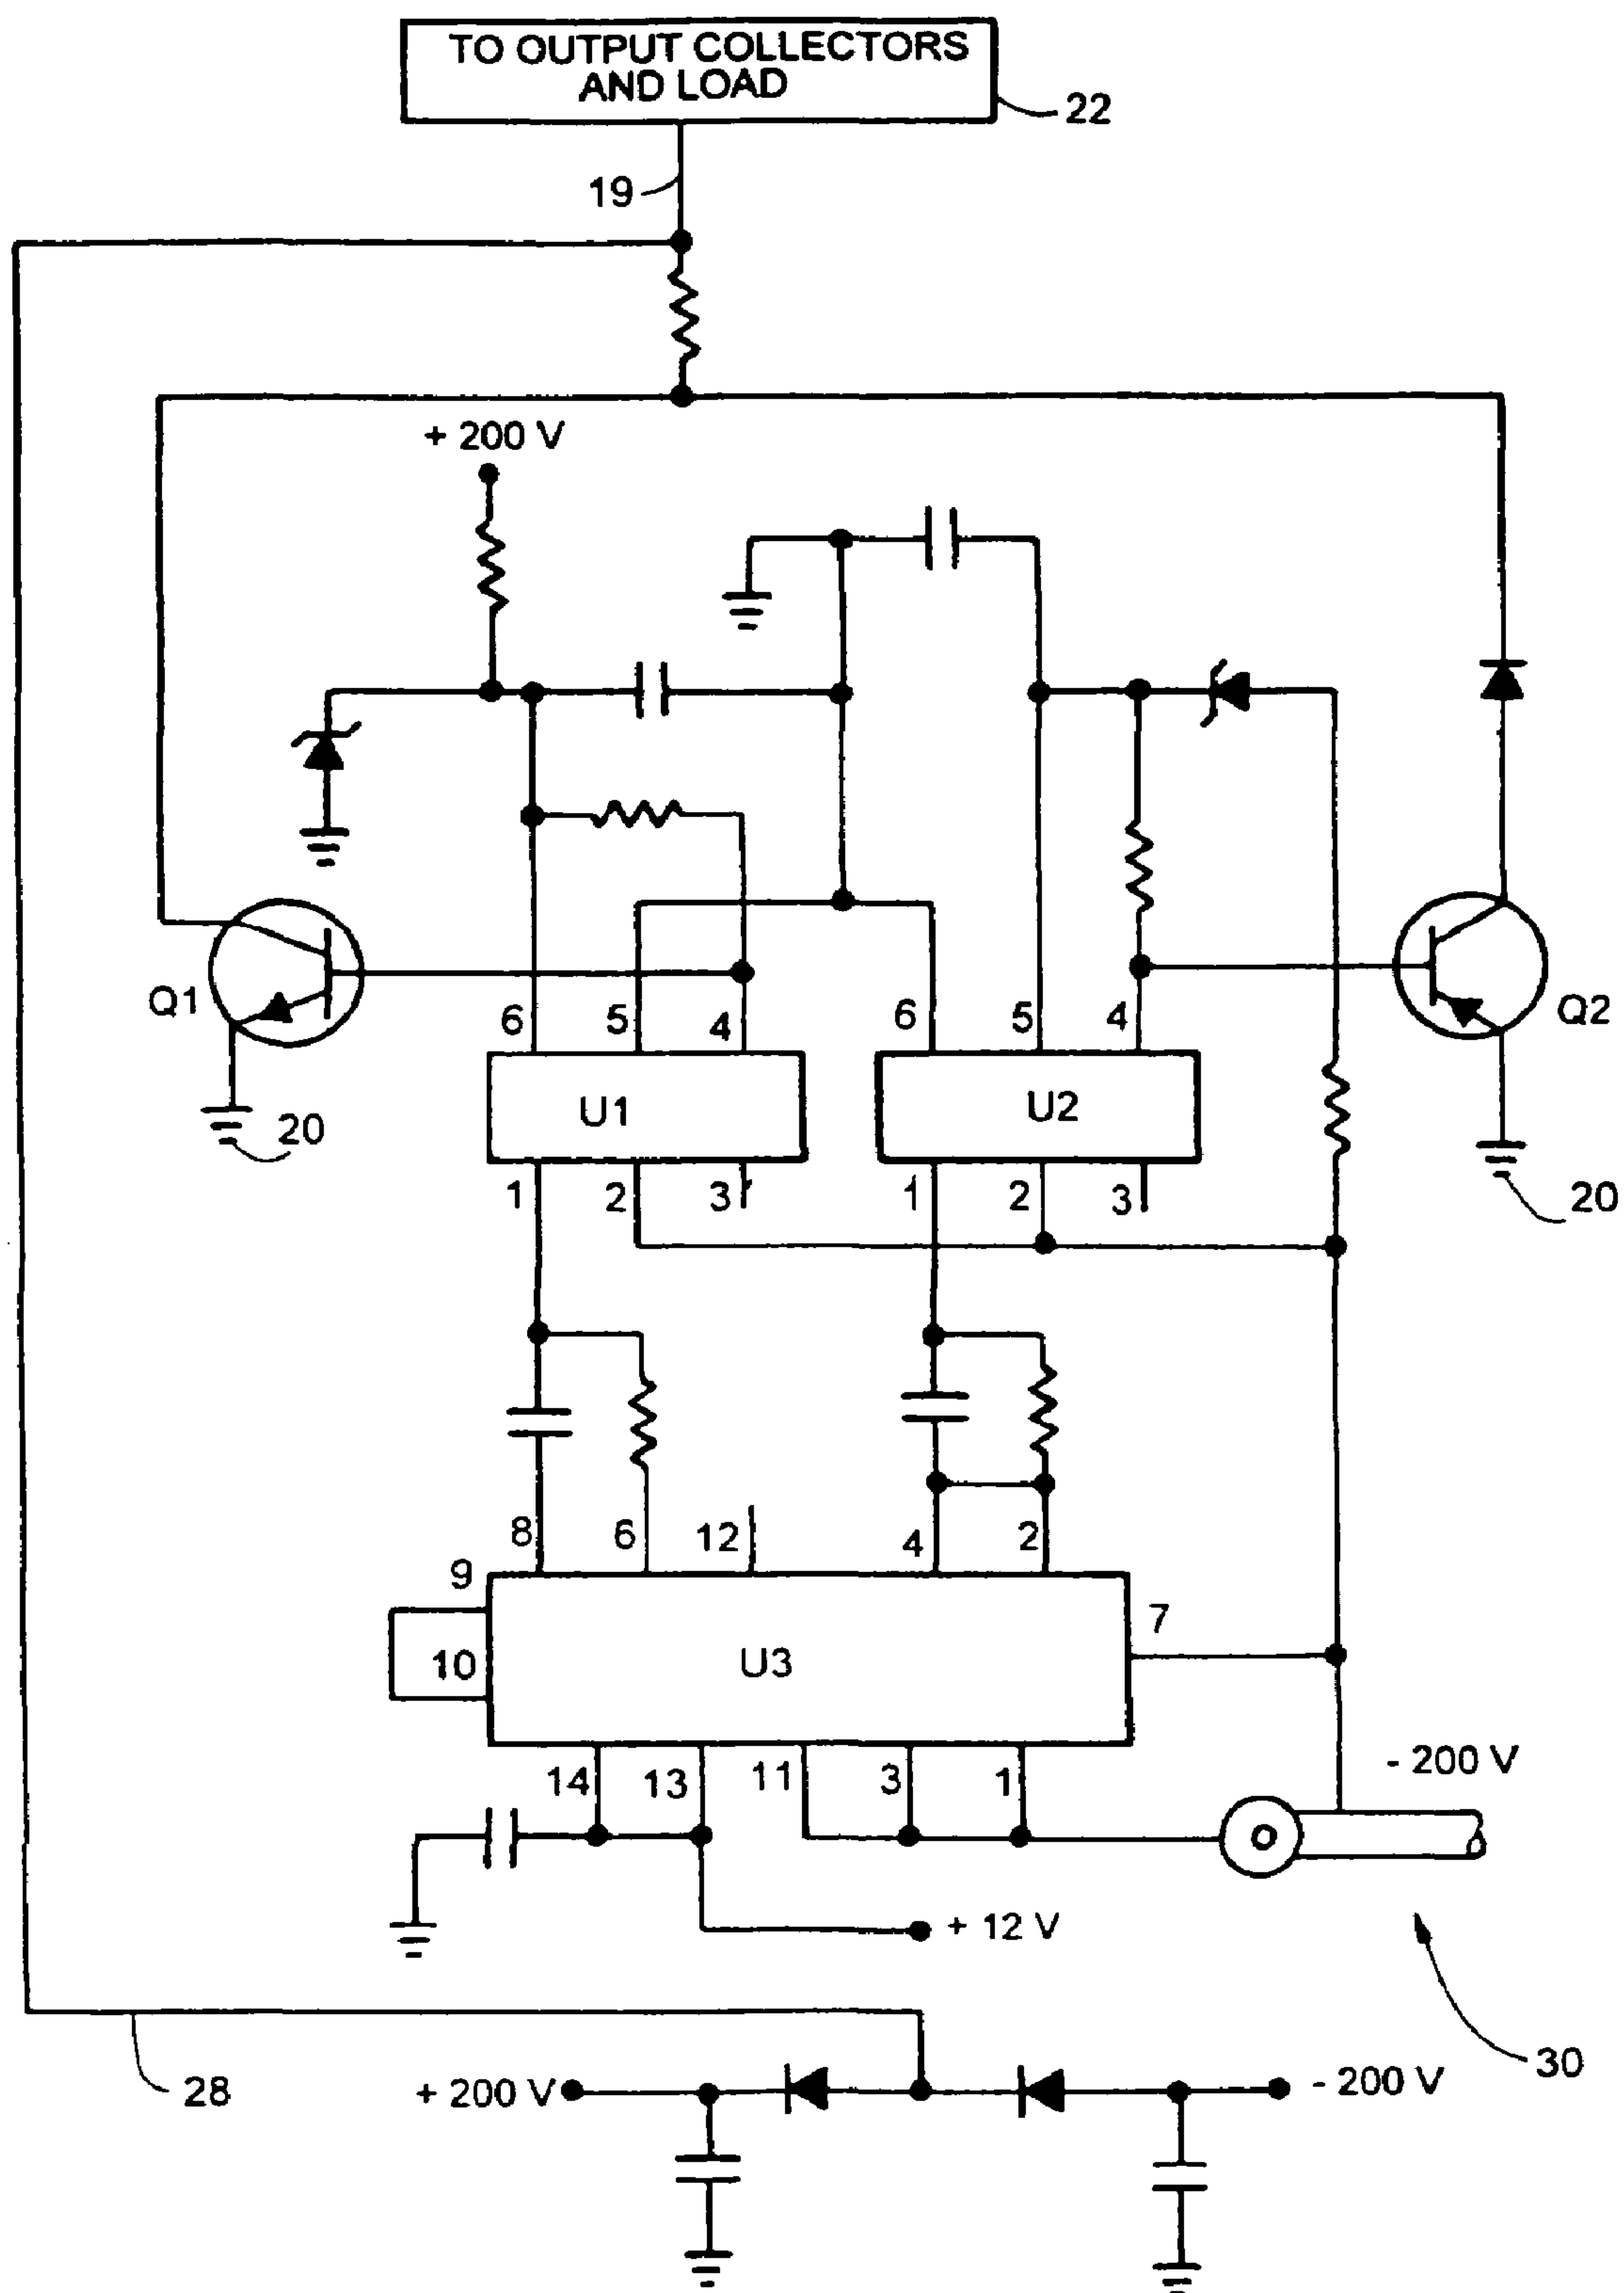 TO OUTPUT COLLECTORS
AND LOAD
22
19
+ 200 V
Q1
6 5 4
6 5 4
Q2
U1
U2
20
20
1 2 3
1 2 3
8 6 12 4 2
9
7
10
U3
14 13 11 3 1
- 200 V
+ 12 V
30
28
+ 200 V
- 200 V